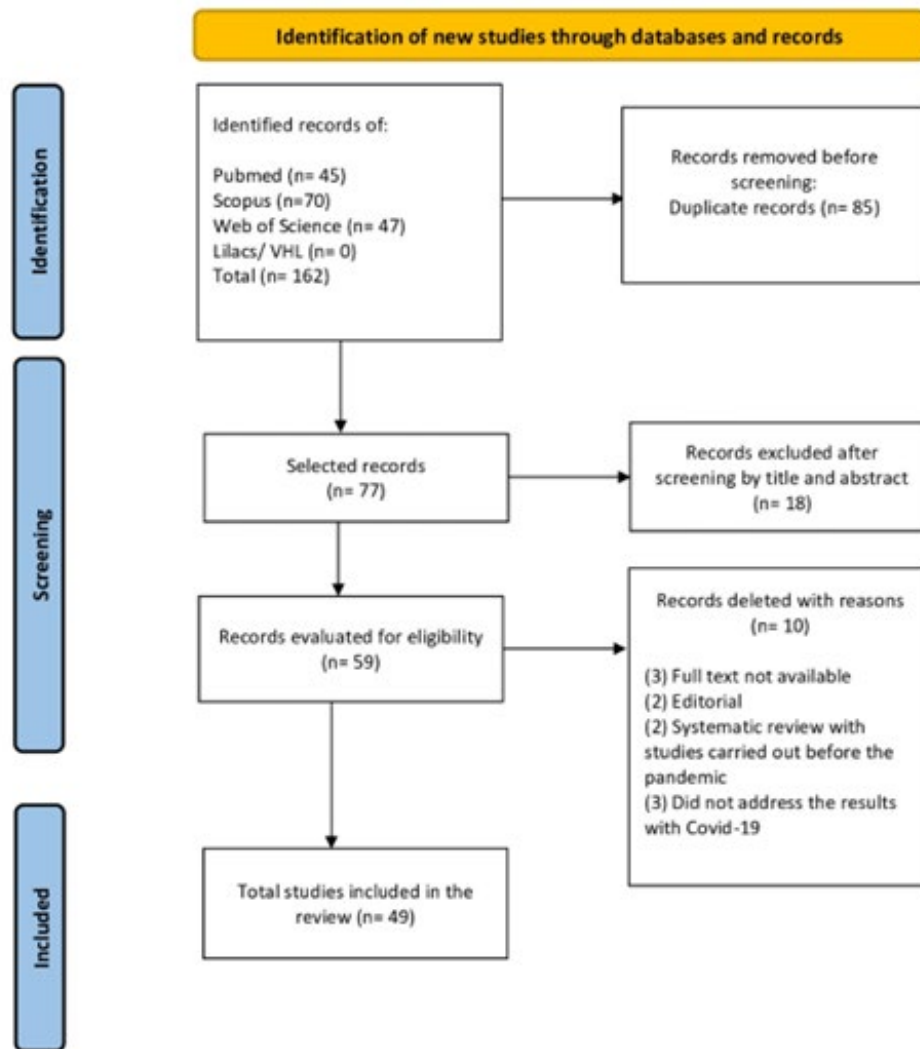 Identification of new studies through databases and records
Identification
Identified records of:
Pubmed (n= 45)
Scopus (n=70)
Web of Science (n= 47)
Lilacs/ VHL (n= 0)
Total (n= 162)
Records removed before
screening:
Duplicate records (n= 85)
Screening
Selected records
(n= 77)
Records excluded after
screening by title and abstract
(n= 18)
Records evaluated for eligibility
(n= 59)
Records deleted with reasons
(n= 10)
(3) Full text not available
(2) Editorial
(2) Systematic review with
studies carried out before the
pandemic
(3) Did not address the results
with Covid-19
Included
Total studies included in the
review (n= 49)